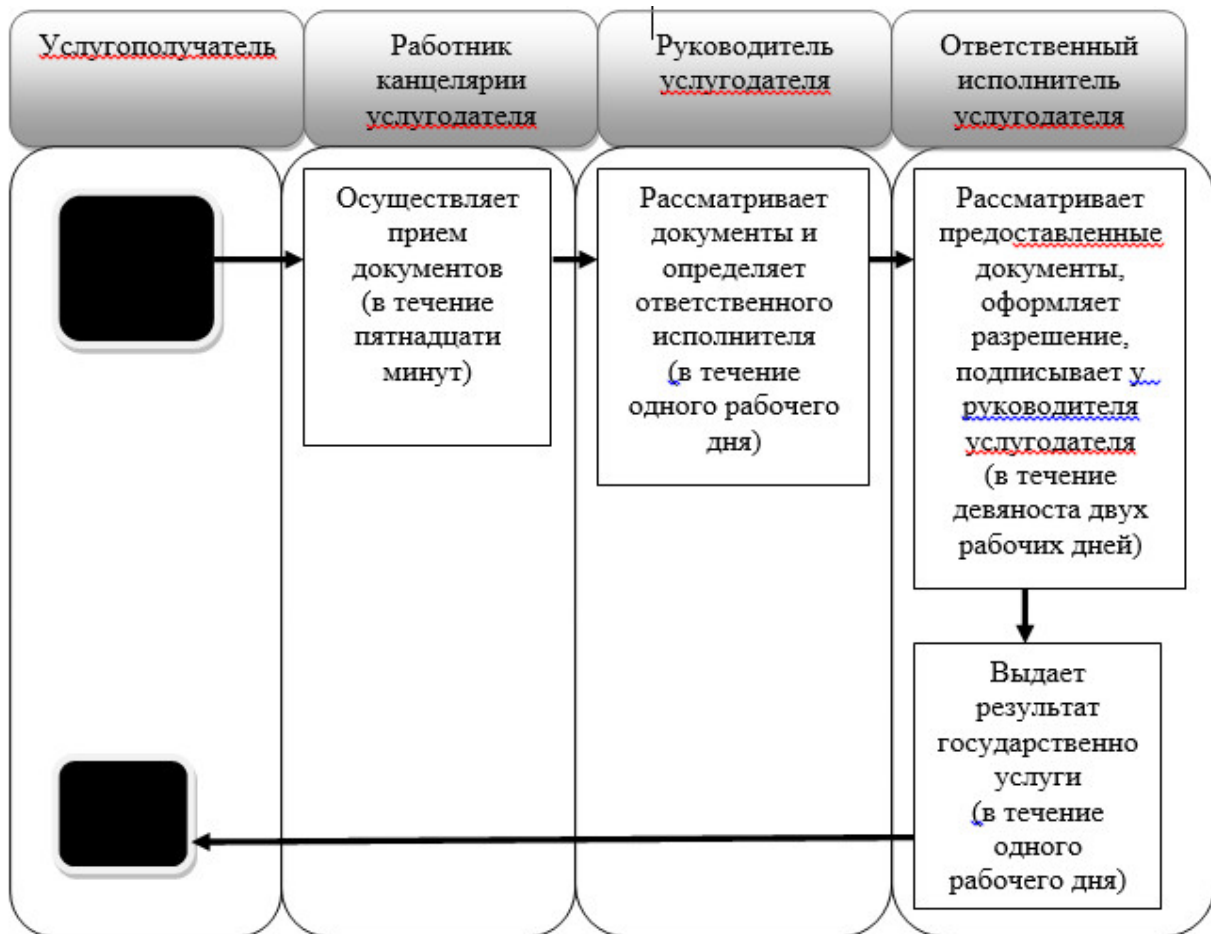 Услугополучатель
Работник
канцелярии
услугодателя
Руководитель
услугодателя
Ответственный
исполнитель
услугодателя
Осуществляет
прием
документов
(в течение
пятнадцати
минут)
Рассматривает
документы и
определяет
ответственного
исполнителя
(в течение
одного рабочего
дня)
Рассматривает
предоставленные
документы,
оформляет
разрешение,
подписывает у
руководителя
услугодателя
(в течение
девяноста двух
рабочих дней)
Выдает
результат
государственно
услуги
(в течение
одного
рабочего дня)